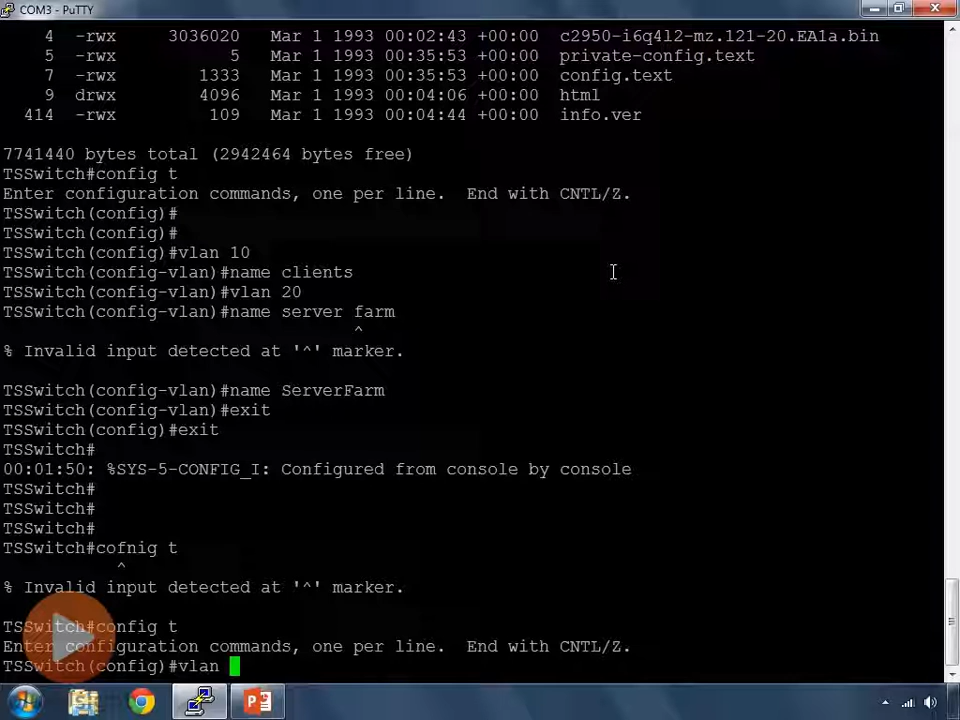 COM3 - PuTTY
4 -rwx 3036020 Mar 1 1993 00:02:43 +00:00 c2950-i6q4l2-mz.121-20.EA1a.bin
5 -rwx 5 Mar 1 1993 00:35:53 +00:00 private-config.text
7 -rwx 1333 Mar 1 1993 00:35:53 +00:00 config.text
9 drwx 4096 Mar 1 1993 00:04:06 +00:00 html
414 -rwx 109 Mar 1 1993 00:04:44 +00:00 info.ver
7741440 bytes total (2942464 bytes free)
TSSwitch#config t
Enter configuration commands, one per line. End with CNTL/Z.
TSSwitch(config)#
TSSwitch(config)#
TSSwitch(config)#vlan 10
TSSwitch(config-vlan)#name clients
TSSwitch(config-vlan)#vlan 20
TSSwitch(config-vlan)#name server farm
^
% Invalid input detected at '^' marker.
TSSwitch(config-vlan)#name ServerFarm
TSSwitch(config-vlan)#exit
TSSwitch(config)#exit
TSSwitch#
00:01:50: %SYS-5-CONFIG_I: Configured from console by console
TSSwitch#
TSSwitch#
TSSwitch#
TSSwitch#cofnig t
^
% Invalid input detected at '^' marker.
TSSwitch#config t
Enter configuration commands, one per line. End with CNTL/Z.
TSSwitch(config)#vlan